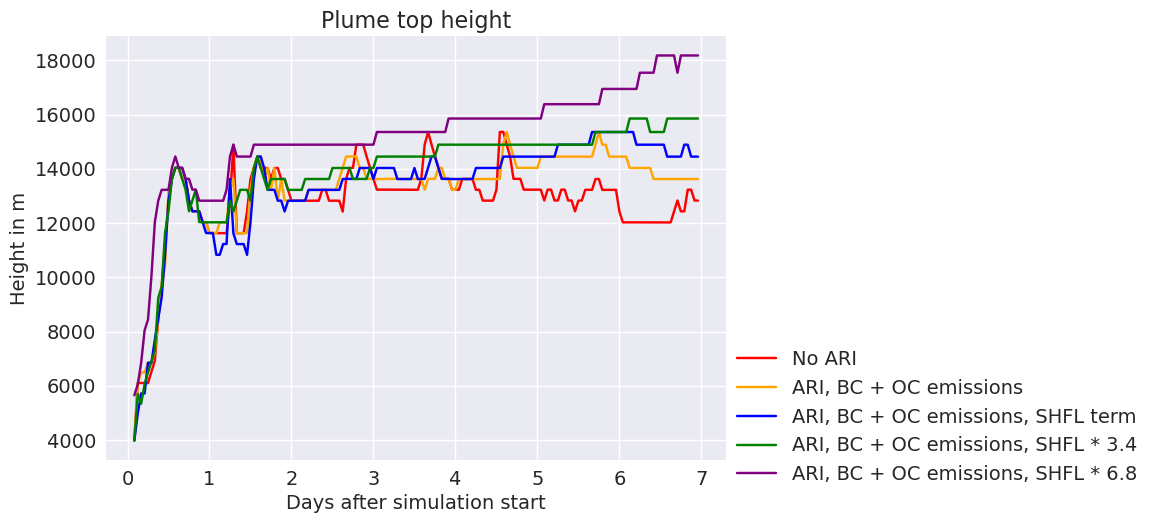 Plume top height
Height in m
18000
16000
14000
12000
10000
8000
6000
4000
0 1 2 3 4 5 6 7
Days after simulation start
No ARI
ARI, BC + OC emissions
ARI, BC + OC emissions, SHFL term
ARI, BC + OC emissions, SHFL * 3.4
ARI, BC + OC emissions, SHFL * 6.8